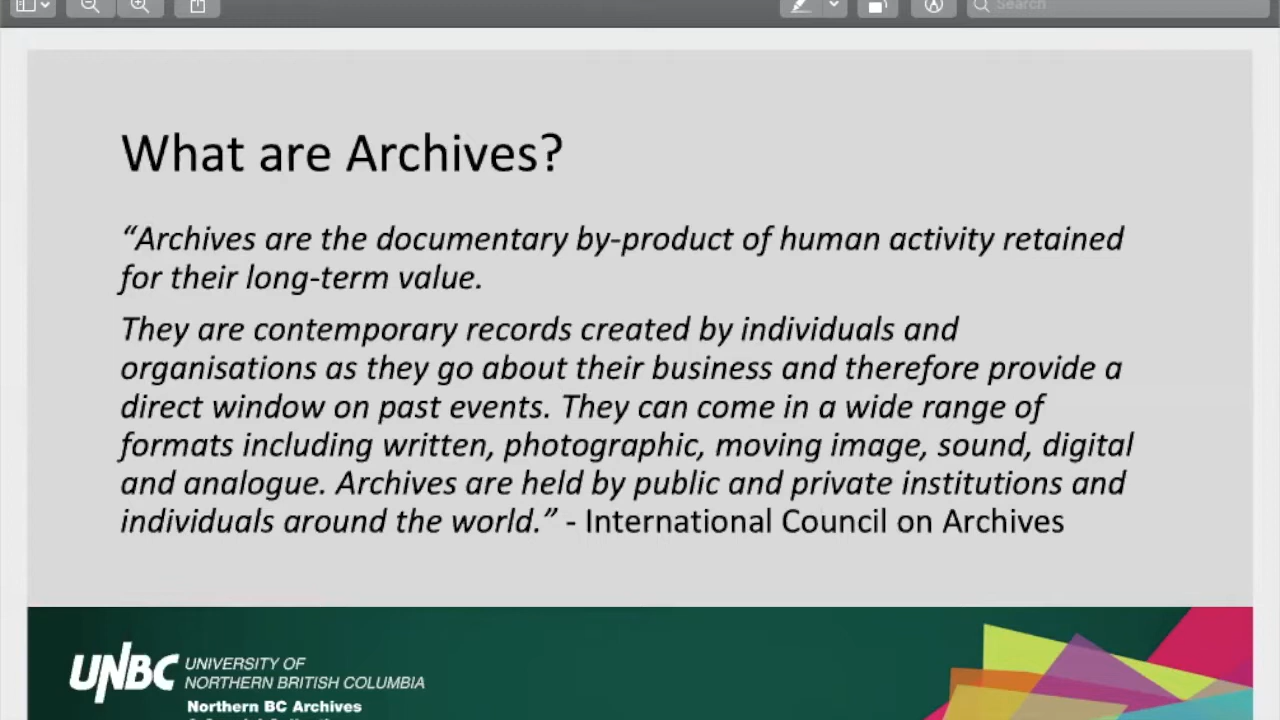 Search
What are Archives?
“Archives are the documentary by-product of human activity retained
for their long-term value.
They are contemporary records created by individuals and
organisations as they go about their business and therefore provide a
direct window on past events. They can come in a wide range of
formats including written, photographic, moving image, sound, digital
and analogue. Archives are held by public and private institutions and
individuals around the world.” - International Council on Archives
UNBC
UNIVERSITY OF
NORTHERN BRITISH COLUMBIA
Northern BC Archives